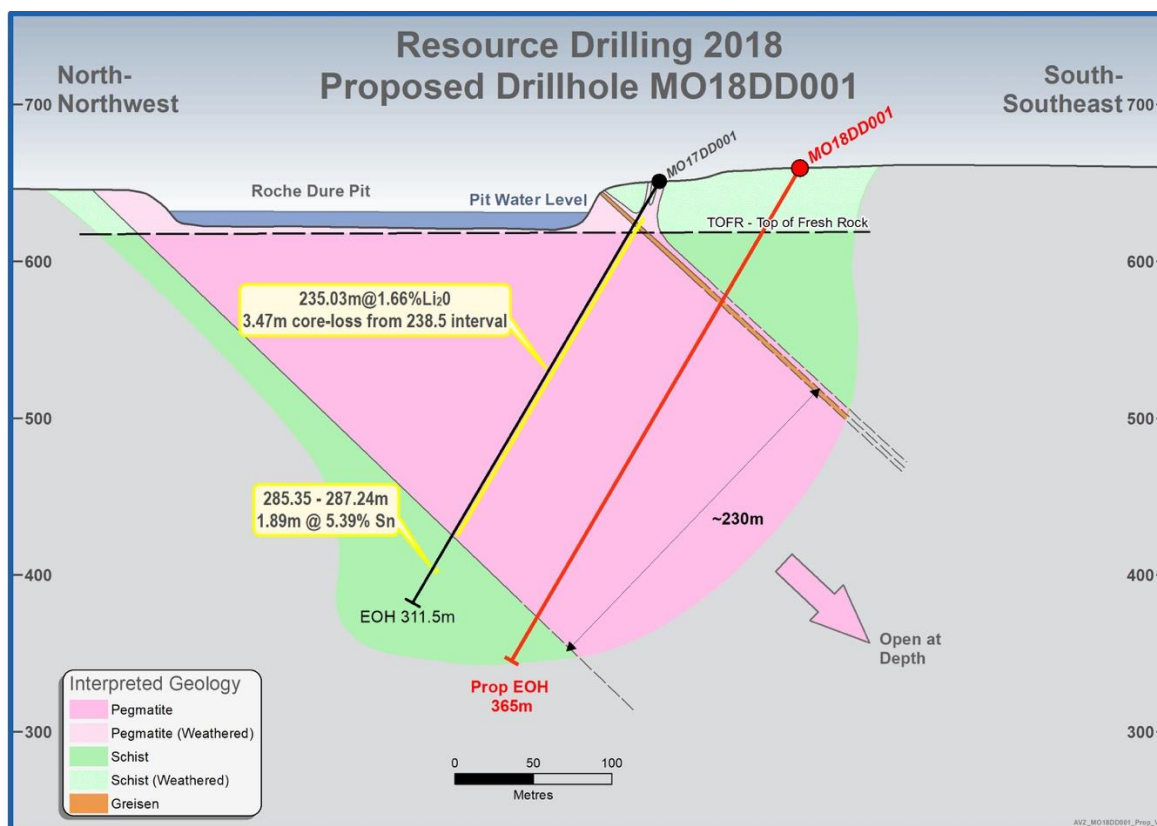 Resource Drilling 2018
Proposed Drillhole MO18DD001
North-
Northwest
South-
Southeast
700
700
MO17DD001
MO18DD001
Roche Dure Pit
Pit Water Level
TOFR - Top of Fresh Rock
600
600
235.03m@1.66%Li₂0
3.47m core-loss from 238.5 interval
500
500
285.35 - 287.24m
1.89m @ 5.39% Sn
~230m
400
400
EOH 311.5m
Open at
Depth
Prop EOH
365m
300
300
Interpreted Geology
Pegmatite
Pegmatite (Weathered)
Schist
Schist (Weathered)
Greisen
0
50
100
Metres
AVZ_MO18DD001_Prop_V